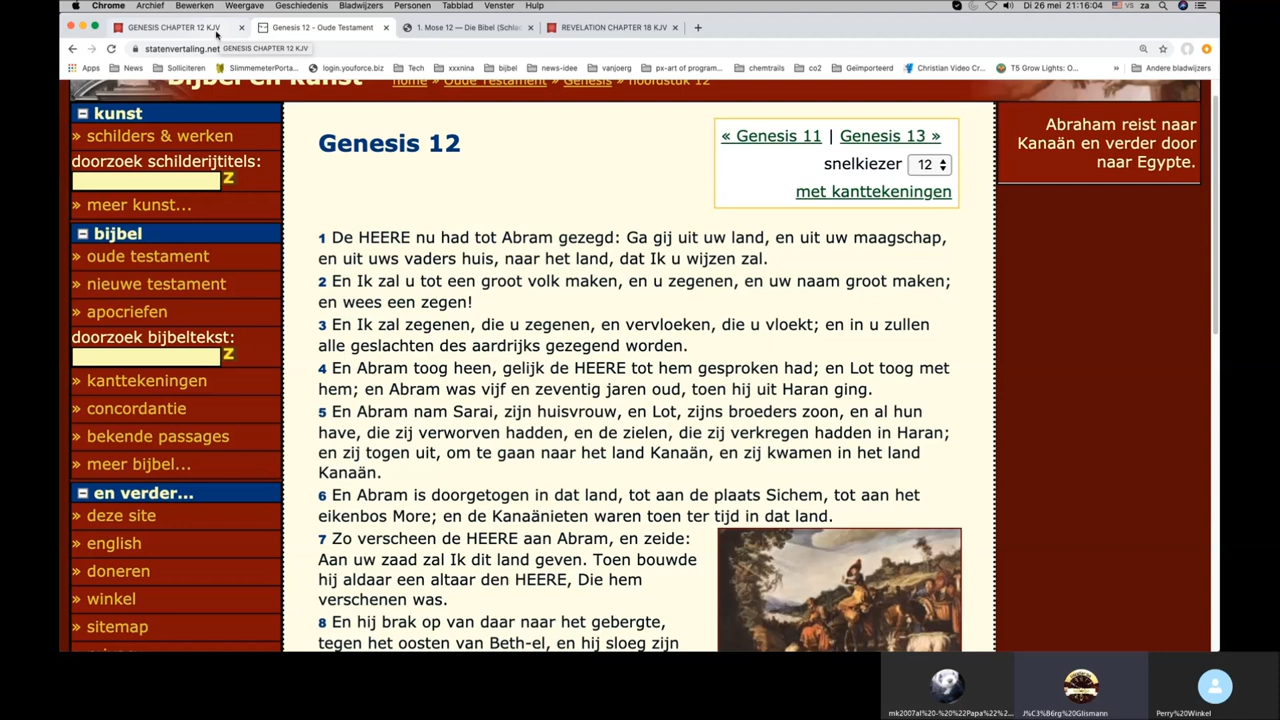 Chrome Archief Bewerken Weergave Geschiedenis Bladwijzers Personen Tabblad Venster Help
Di 26 mei 21:16:04 za
GENESIS CHAPTER 12 KJV
Genesis 12 - Oude Testament
1. Mose 12 — Die Bibel (Schlac
REVELATION CHAPTER 18 KJV
statenvertaling.net
GENESIS CHAPTER 12 KJV
Apps News Solliciteren SlimmemeterPorta... login.youforce.biz Tech xxxnina bijbel news-idee vanjoerg px-art of program... chemtrails co2 Geïmporteerd Christian Video Cr... T5 Grow Lights: O... » Andere bladwijzers
Bijbel en kunst
home » Oude Testament » Genesis » hoofdstuk 12
kunst
» schilders & werken
doorzoek schilderijtitels:
z
» meer kunst...
bijbel
» oude testament
» nieuwe testament
» apocriefen
doorzoek bijbeltekst:
z
» kanttekeningen
» concordantie
» bekende passages
» meer bijbel...
en verder...
» deze site
» english
» doneren
» winkel
» sitemap
Genesis 12
« Genesis 11 | Genesis 13 »
snelkiezer 12
met kanttekeningen
1 De HEERE nu had tot Abram gezegd: Ga gij uit uw land, en uit uw maagschap,
en uit uws vaders huis, naar het land, dat Ik u wijzen zal.
2 En Ik zal u tot een groot volk maken, en u zegenen, en uw naam groot maken;
en wees een zegen!
3 En Ik zal zegenen, die u zegenen, en vervloeken, die u vloekt; en in u zullen
alle geslachten des aardrijks gezegend worden.
4 En Abram toog heen, gelijk de HEERE tot hem gesproken had; en Lot toog met
hem; en Abram was vijf en zeventig jaren oud, toen hij uit Haran ging.
5 En Abram nam Sarai, zijn huisvrouw, en Lot, zijns broeders zoon, en al hun
have, die zij verworven hadden, en de zielen, die zij verkregen hadden in Haran;
en zij togen uit, om te gaan naar het land Kanaän, en zij kwamen in het land
Kanaän.
6 En Abram is doorgetogen in dat land, tot aan de plaats Sichem, tot aan het
eikenbos More; en de Kanaänieten waren toen ter tijd in dat land.
7 Zo verscheen de HEERE aan Abram, en zeide:
Aan uw zaad zal Ik dit land geven. Toen bouwde
hij aldaar een altaar den HEERE, Die hem
verschenen was.
8 En hij brak op van daar naar het gebergte,
tegen het oosten van Beth-el, en hij sloeg zijn
Abraham reist naar
Kanaän en verder door
naar Egypte.
mk2007al%20-%20%22Papa%22%2...
J%C3%B6rg%20Glismann
Perry%20Winkel